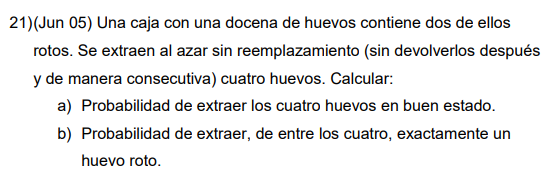 21)(Jun 05) Una caja con una docena de huevos contiene dos de ellos
rotos. Se extraen al azar sin reemplazamiento (sin devolverlos después
y de manera consecutiva) cuatro huevos. Calcular:
a) Probabilidad de extraer los cuatro huevos en buen estado.
b) Probabilidad de extraer, de entre los cuatro, exactamente un
huevo roto.